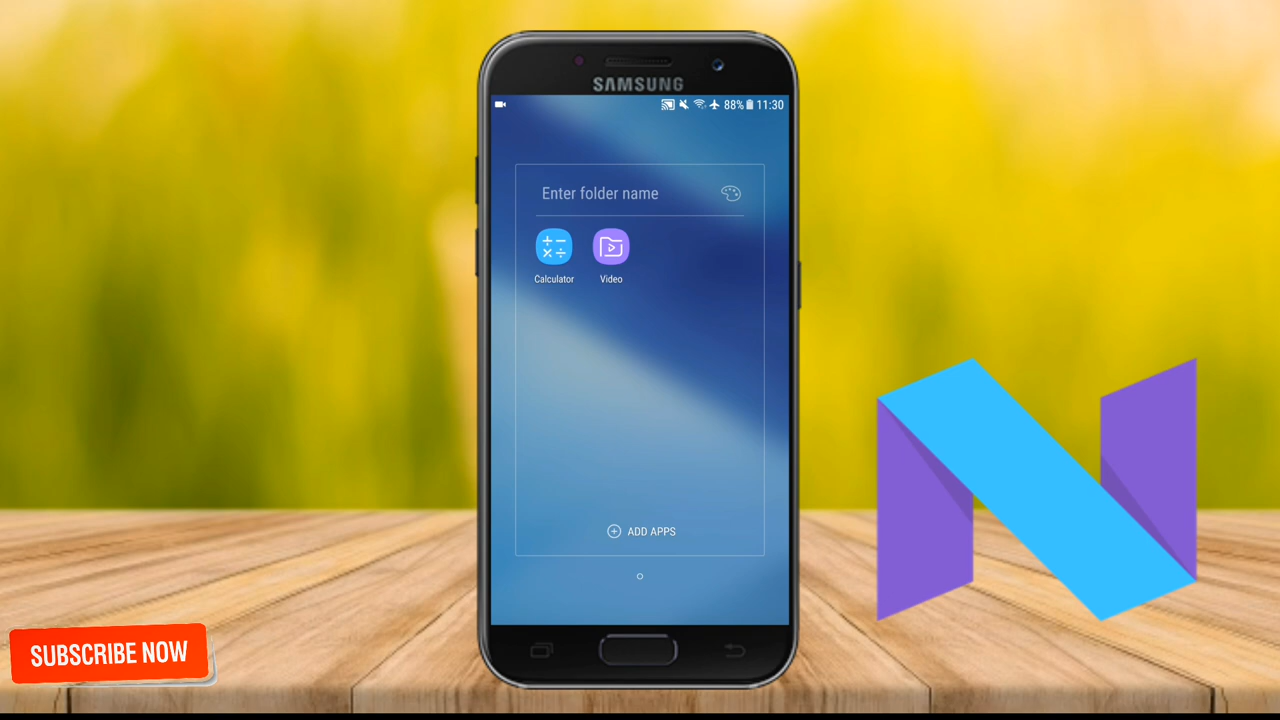 SAMSUNG
88% 11:30
Enter folder name
Calculator Video
ADD APPS
SUBSCRIBE NOW